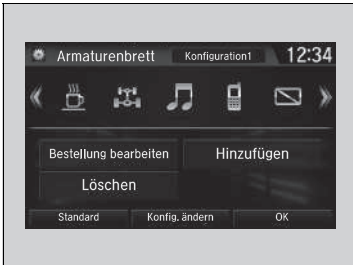 Armaturenbrett Konfiguration1 12:34
Bestellung bearbeiten Hinzufügen
Löschen
Standard Konfig. ändern OK